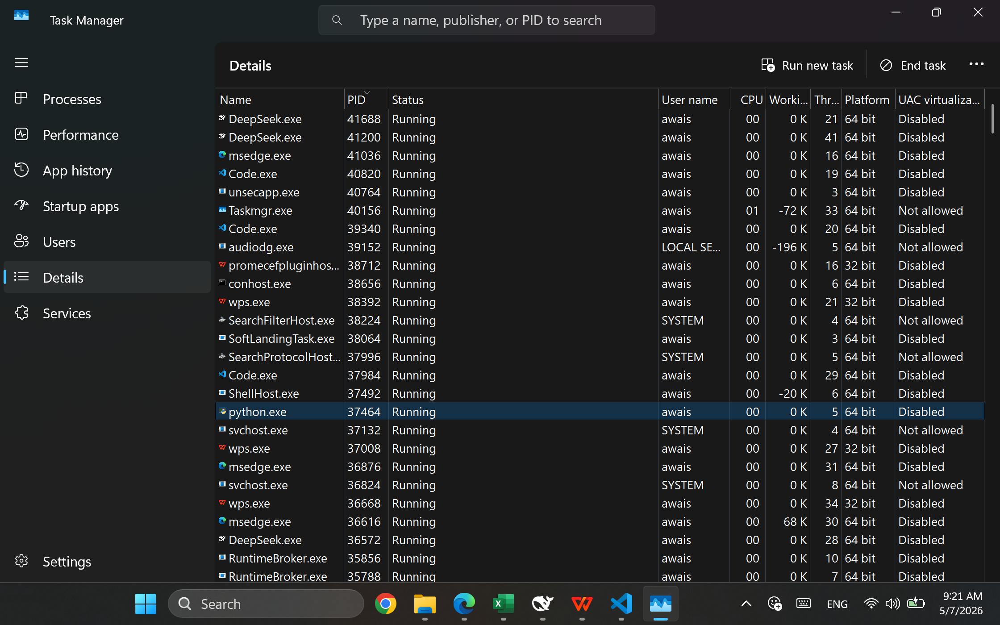 Task Manager
Type a name, publisher, or PID to search
Details
Run new task
End task
Processes
Performance
App history
Startup apps
Users
Details
Services
Settings
Name PID Status User name CPU Worki... Thr... Platform UAC virtualiza...
DeepSeek.exe 41688 Running awais 00 0 K 21 64 bit Disabled
DeepSeek.exe 41200 Running awais 00 0 K 41 64 bit Disabled
msedge.exe 41036 Running awais 00 0 K 16 64 bit Disabled
Code.exe 40820 Running awais 00 0 K 19 64 bit Disabled
unsecapp.exe 40764 Running awais 00 0 K 3 64 bit Disabled
Taskmgr.exe 40156 Running awais 01 -72 K 33 64 bit Not allowed
Code.exe 39340 Running awais 00 0 K 20 64 bit Disabled
audiodg.exe 39152 Running LOCAL SE... 00 -196 K 5 64 bit Not allowed
promecefpluginhos... 38712 Running awais 00 0 K 16 32 bit Disabled
conhost.exe 38656 Running awais 00 0 K 6 64 bit Disabled
wps.exe 38392 Running awais 00 0 K 21 32 bit Disabled
SearchFilterHost.exe 38224 Running SYSTEM 00 0 K 4 64 bit Not allowed
SoftLandingTask.exe 38064 Running awais 00 0 K 3 64 bit Disabled
SearchProtocolHost... 37996 Running SYSTEM 00 0 K 5 64 bit Not allowed
Code.exe 37984 Running awais 00 0 K 29 64 bit Disabled
ShellHost.exe 37492 Running awais 00 -20 K 6 64 bit Disabled
python.exe 37464 Running awais 00 0 K 5 64 bit Disabled
svchost.exe 37132 Running SYSTEM 00 0 K 4 64 bit Not allowed
wps.exe 37008 Running awais 00 0 K 27 32 bit Disabled
msedge.exe 36876 Running awais 00 0 K 31 64 bit Disabled
svchost.exe 36824 Running SYSTEM 00 0 K 8 64 bit Not allowed
wps.exe 36668 Running awais 00 0 K 34 32 bit Disabled
msedge.exe 36616 Running awais 00 68 K 30 64 bit Disabled
DeepSeek.exe 36572 Running awais 00 0 K 28 64 bit Disabled
RuntimeBroker.exe 35856 Running awais 00 0 K 10 64 bit Disabled
RuntimeBroker.exe 35788 Running awais 00 0 K 7 64 bit Disabled
Search
ENG
9:21 AM
5/7/2026